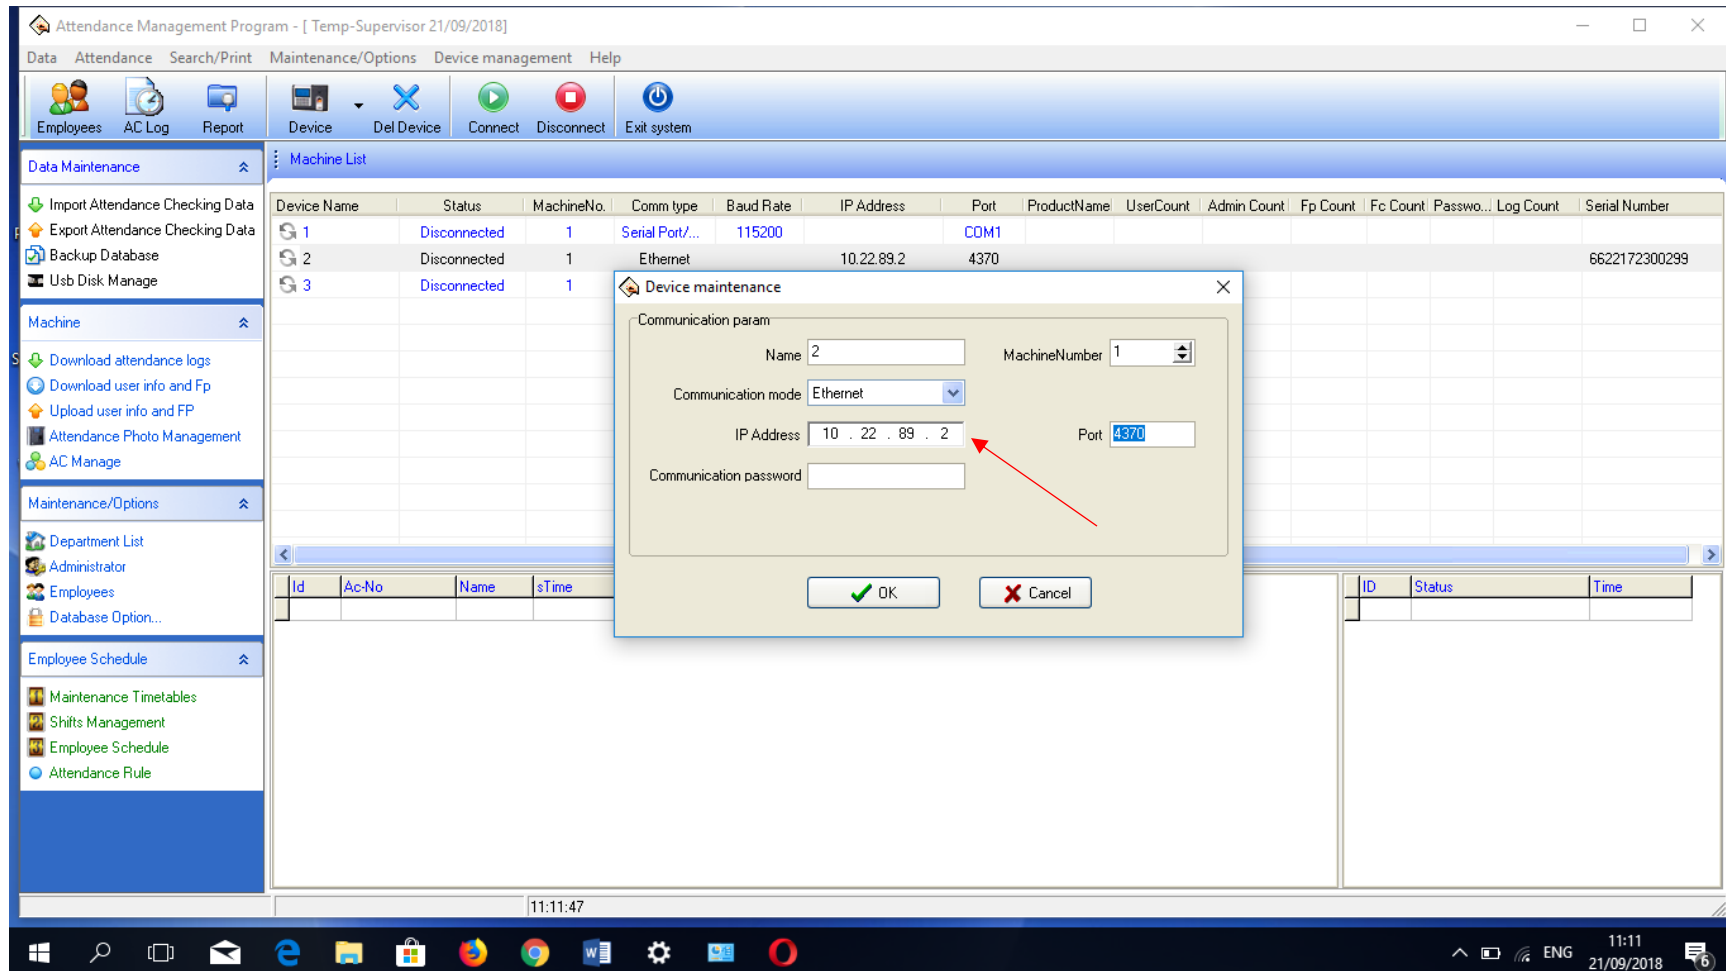 Attendance Management Program - [ Temp-Supervisor 21/09/2018]
Data Attendance Search/Print Maintenance/Options Device management Help
Employees AC Log Report Device Del Device Connect Disconnect Exit system
Data Maintenance
Import Attendance Checking Data
Export Attendance Checking Data
Backup Database
Usb Disk Manage
Machine
Download attendance logs
Download user info and Fp
Upload user info and FP
Attendance Photo Management
AC Manage
Maintenance/Options
Department List
Administrator
Employees
Database Option...
Employee Schedule
Maintenance Timetables
Shifts Management
Employee Schedule
Attendance Rule
Machine List
Device Name Status MachineNo. Comm type Baud Rate IP Address Port ProductName UserCount Admin Count Fp Count Fc Count Passwo... Log Count Serial Number
1 Disconnected 1 Serial Port/... 115200 COM1
2 Disconnected 1 Ethernet 10.22.89.2 4370 6622172300299
3 Disconnected 1
Device maintenance
Communication param
Name 2 MachineNumber 1
Communication mode Ethernet
IP Address 10 . 22 . 89 . 2 Port 4370
Communication password
OK Cancel
Id Ac-No Name sTime
ID Status Time
11:11:47
W
ENG
11:11
21/09/2018
6